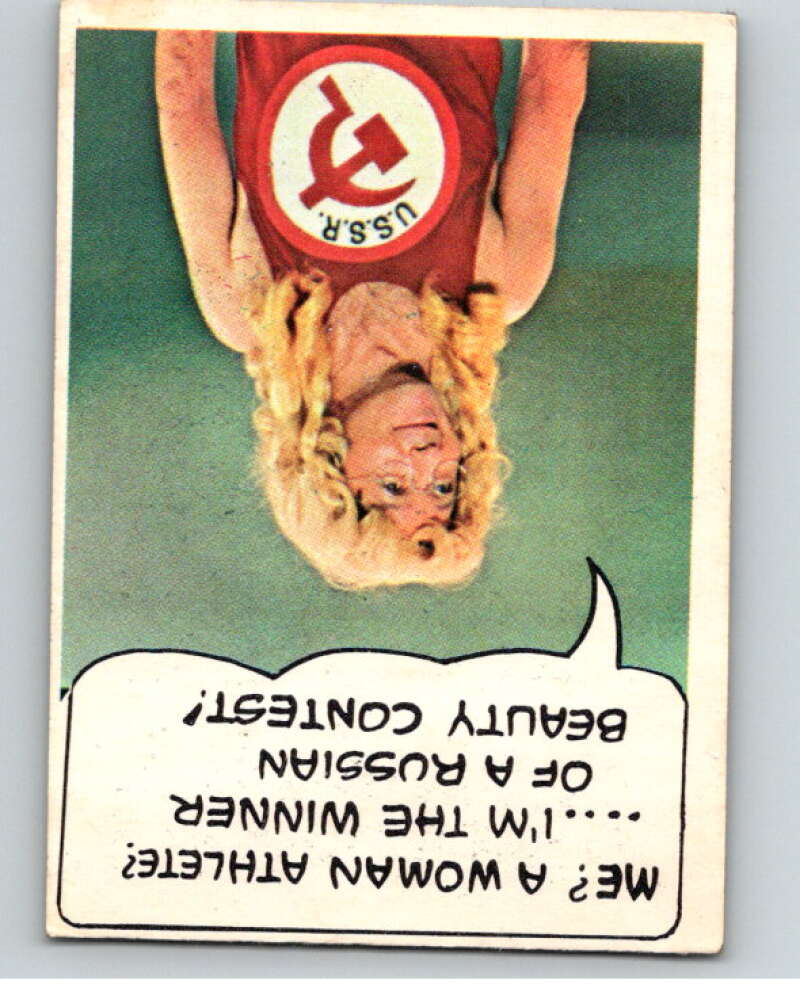 ME? A WOMAN ATHLETE?
....I'M THE WINNER
OF A RUSSIAN
BEAUTY CONTEST!
U.S.S.R.